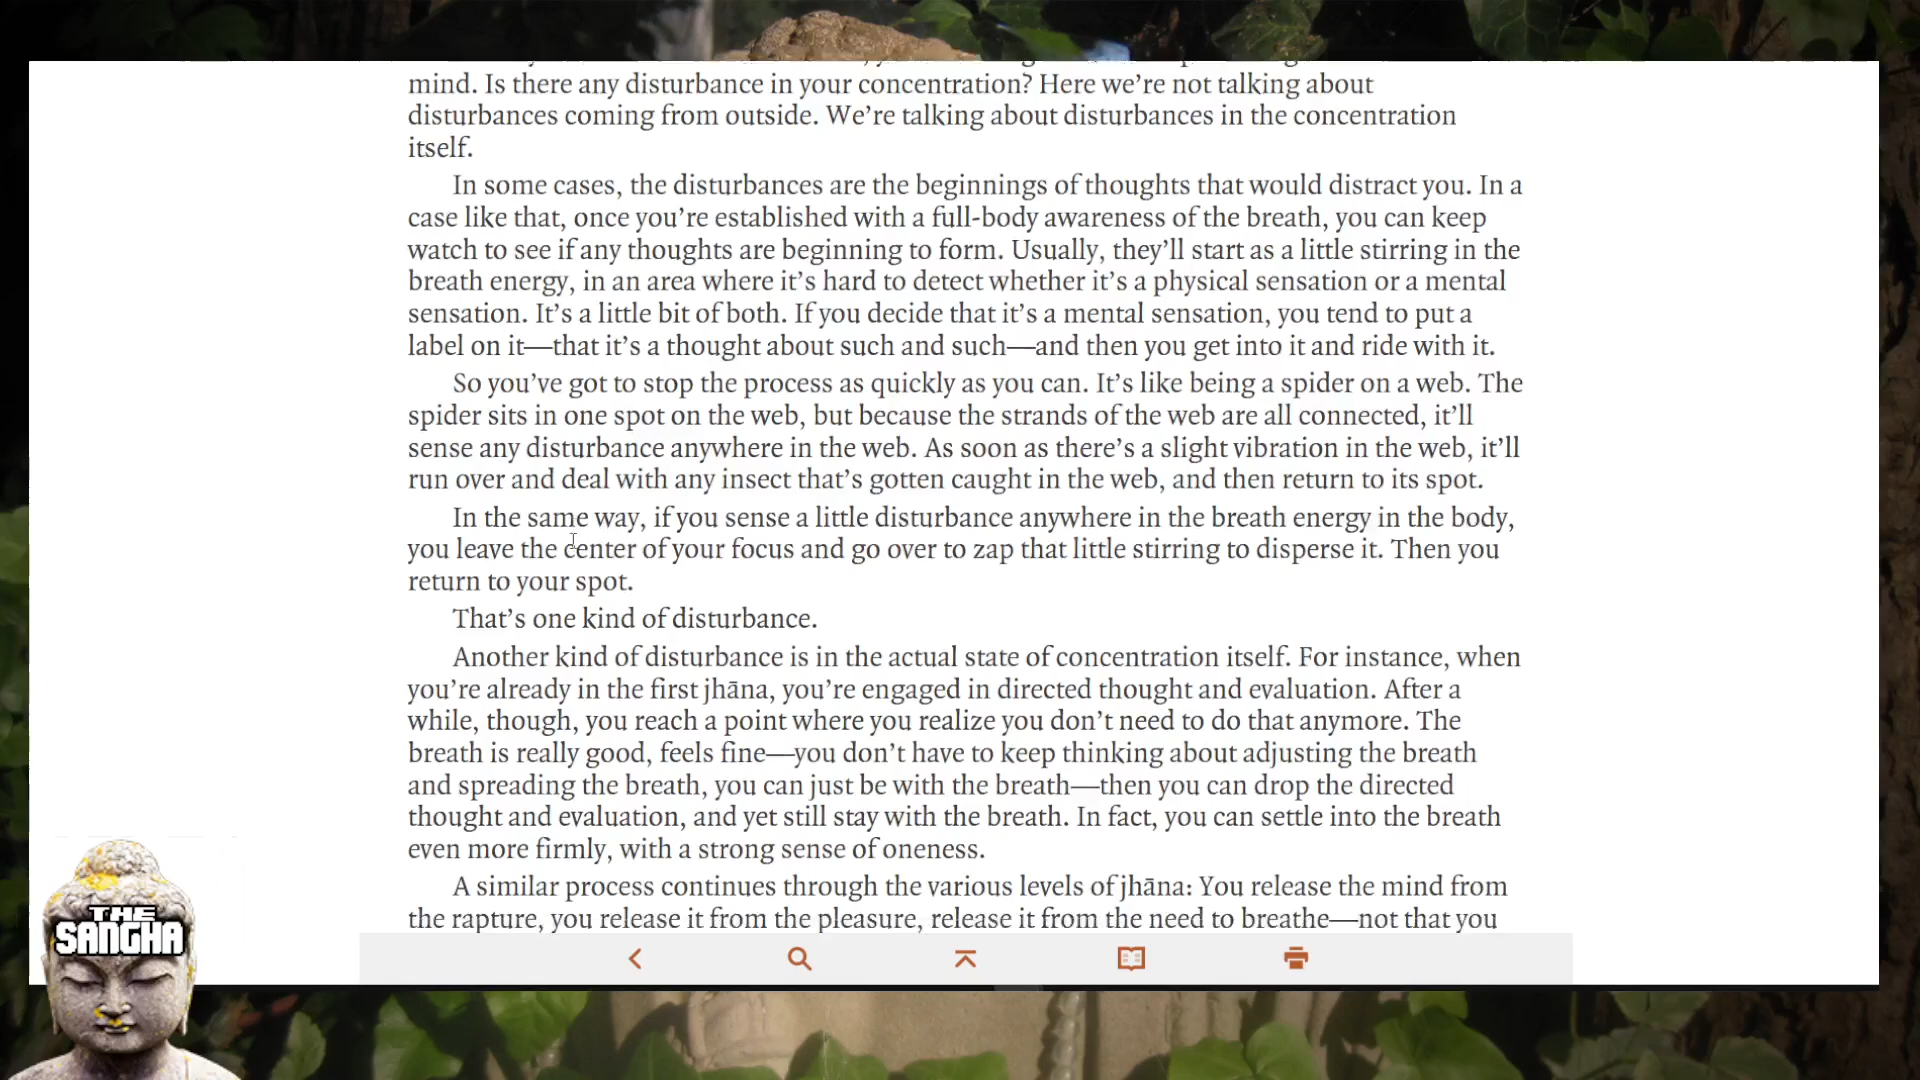 mind. Is there any disturbance in your concentration? Here we’re not talking about
disturbances coming from outside. We’re talking about disturbances in the concentration
itself.
In some cases, the disturbances are the beginnings of thoughts that would distract you. In a
case like that, once you’re established with a full-body awareness of the breath, you can keep
watch to see if any thoughts are beginning to form. Usually, they’ll start as a little stirring in the
breath energy, in an area where it’s hard to detect whether it’s a physical sensation or a mental
sensation. It’s a little bit of both. If you decide that it’s a mental sensation, you tend to put a
label on it—that it’s a thought about such and such—and then you get into it and ride with it.
So you’ve got to stop the process as quickly as you can. It’s like being a spider on a web. The
spider sits in one spot on the web, but because the strands of the web are all connected, it’ll
sense any disturbance anywhere in the web. As soon as there’s a slight vibration in the web, it’ll
run over and deal with any insect that’s gotten caught in the web, and then return to its spot.
In the same way, if you sense a little disturbance anywhere in the breath energy in the body,
you leave the center of your focus and go over to zap that little stirring to disperse it. Then you
return to your spot.
That’s one kind of disturbance.
Another kind of disturbance is in the actual state of concentration itself. For instance, when
you’re already in the first jhāna, you’re engaged in directed thought and evaluation. After a
while, though, you reach a point where you realize you don’t need to do that anymore. The
breath is really good, feels fine—you don’t have to keep thinking about adjusting the breath
and spreading the breath, you can just be with the breath—then you can drop the directed
thought and evaluation, and yet still stay with the breath. In fact, you can settle into the breath
even more firmly, with a strong sense of oneness.
A similar process continues through the various levels of jhāna: You release the mind from
the rapture, you release it from the pleasure, release it from the need to breathe—not that you
THE
SANGHA